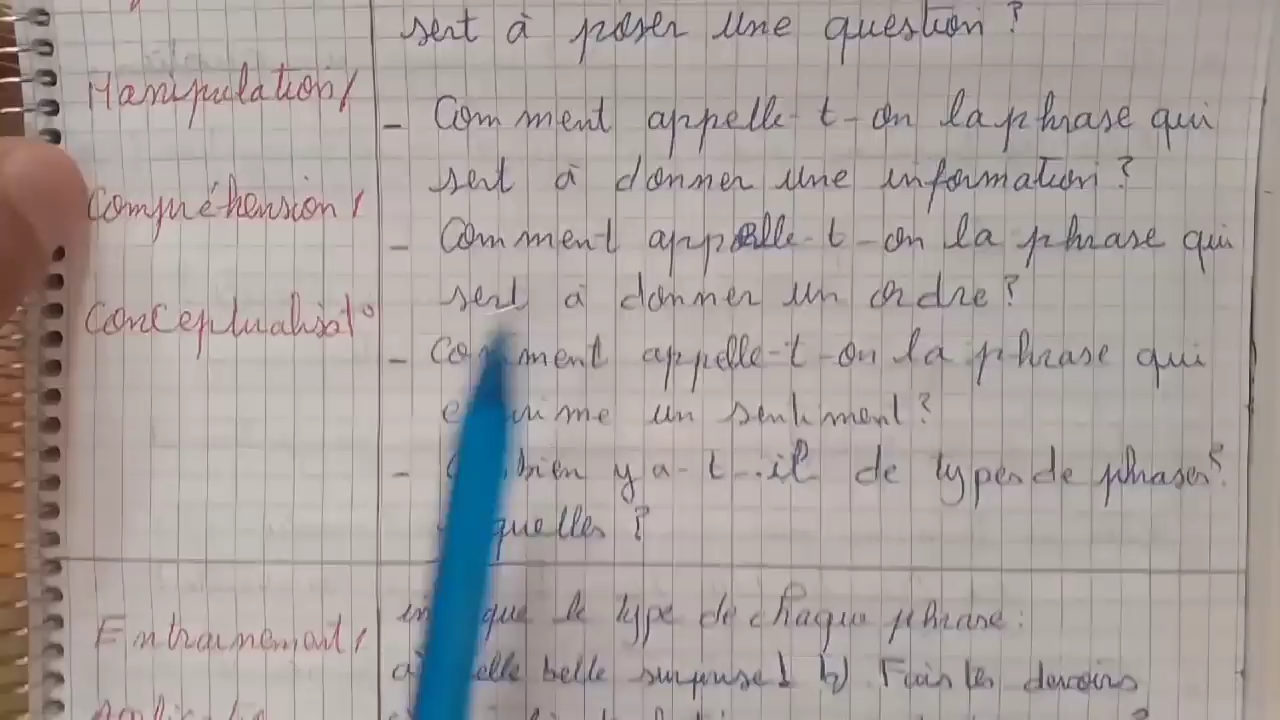 sert à poser une question ?
Manipulation/
- Comment appelle-t-on la phrase qui
sert à donner une information ?
Compréhension/
- Comment appelle-t-on la phrase qui
sert à donner un ordre ?
Conceptualisat°
- Comment appelle-t-on la phrase qui
un sentiment ?
- y a-t-il de types de phrases ?
quelles ?
Entrainement/
le type de chaque phrase :
a) belle surprise ! b) Fais les devoirs